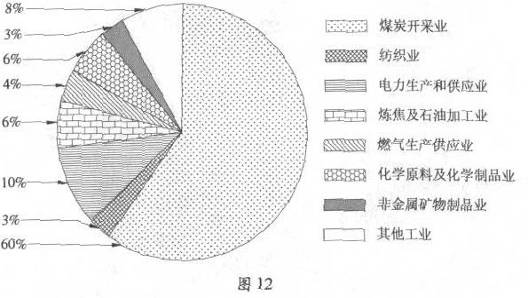 8%
3%
6%
4%
6%
10%
3%
60%
煤炭开采业
纺织业
电力生产和供应业
炼焦及石油加工业
燃气生产供应业
化学原料及化学制品业
非金属矿物制品业
其他工业
图12